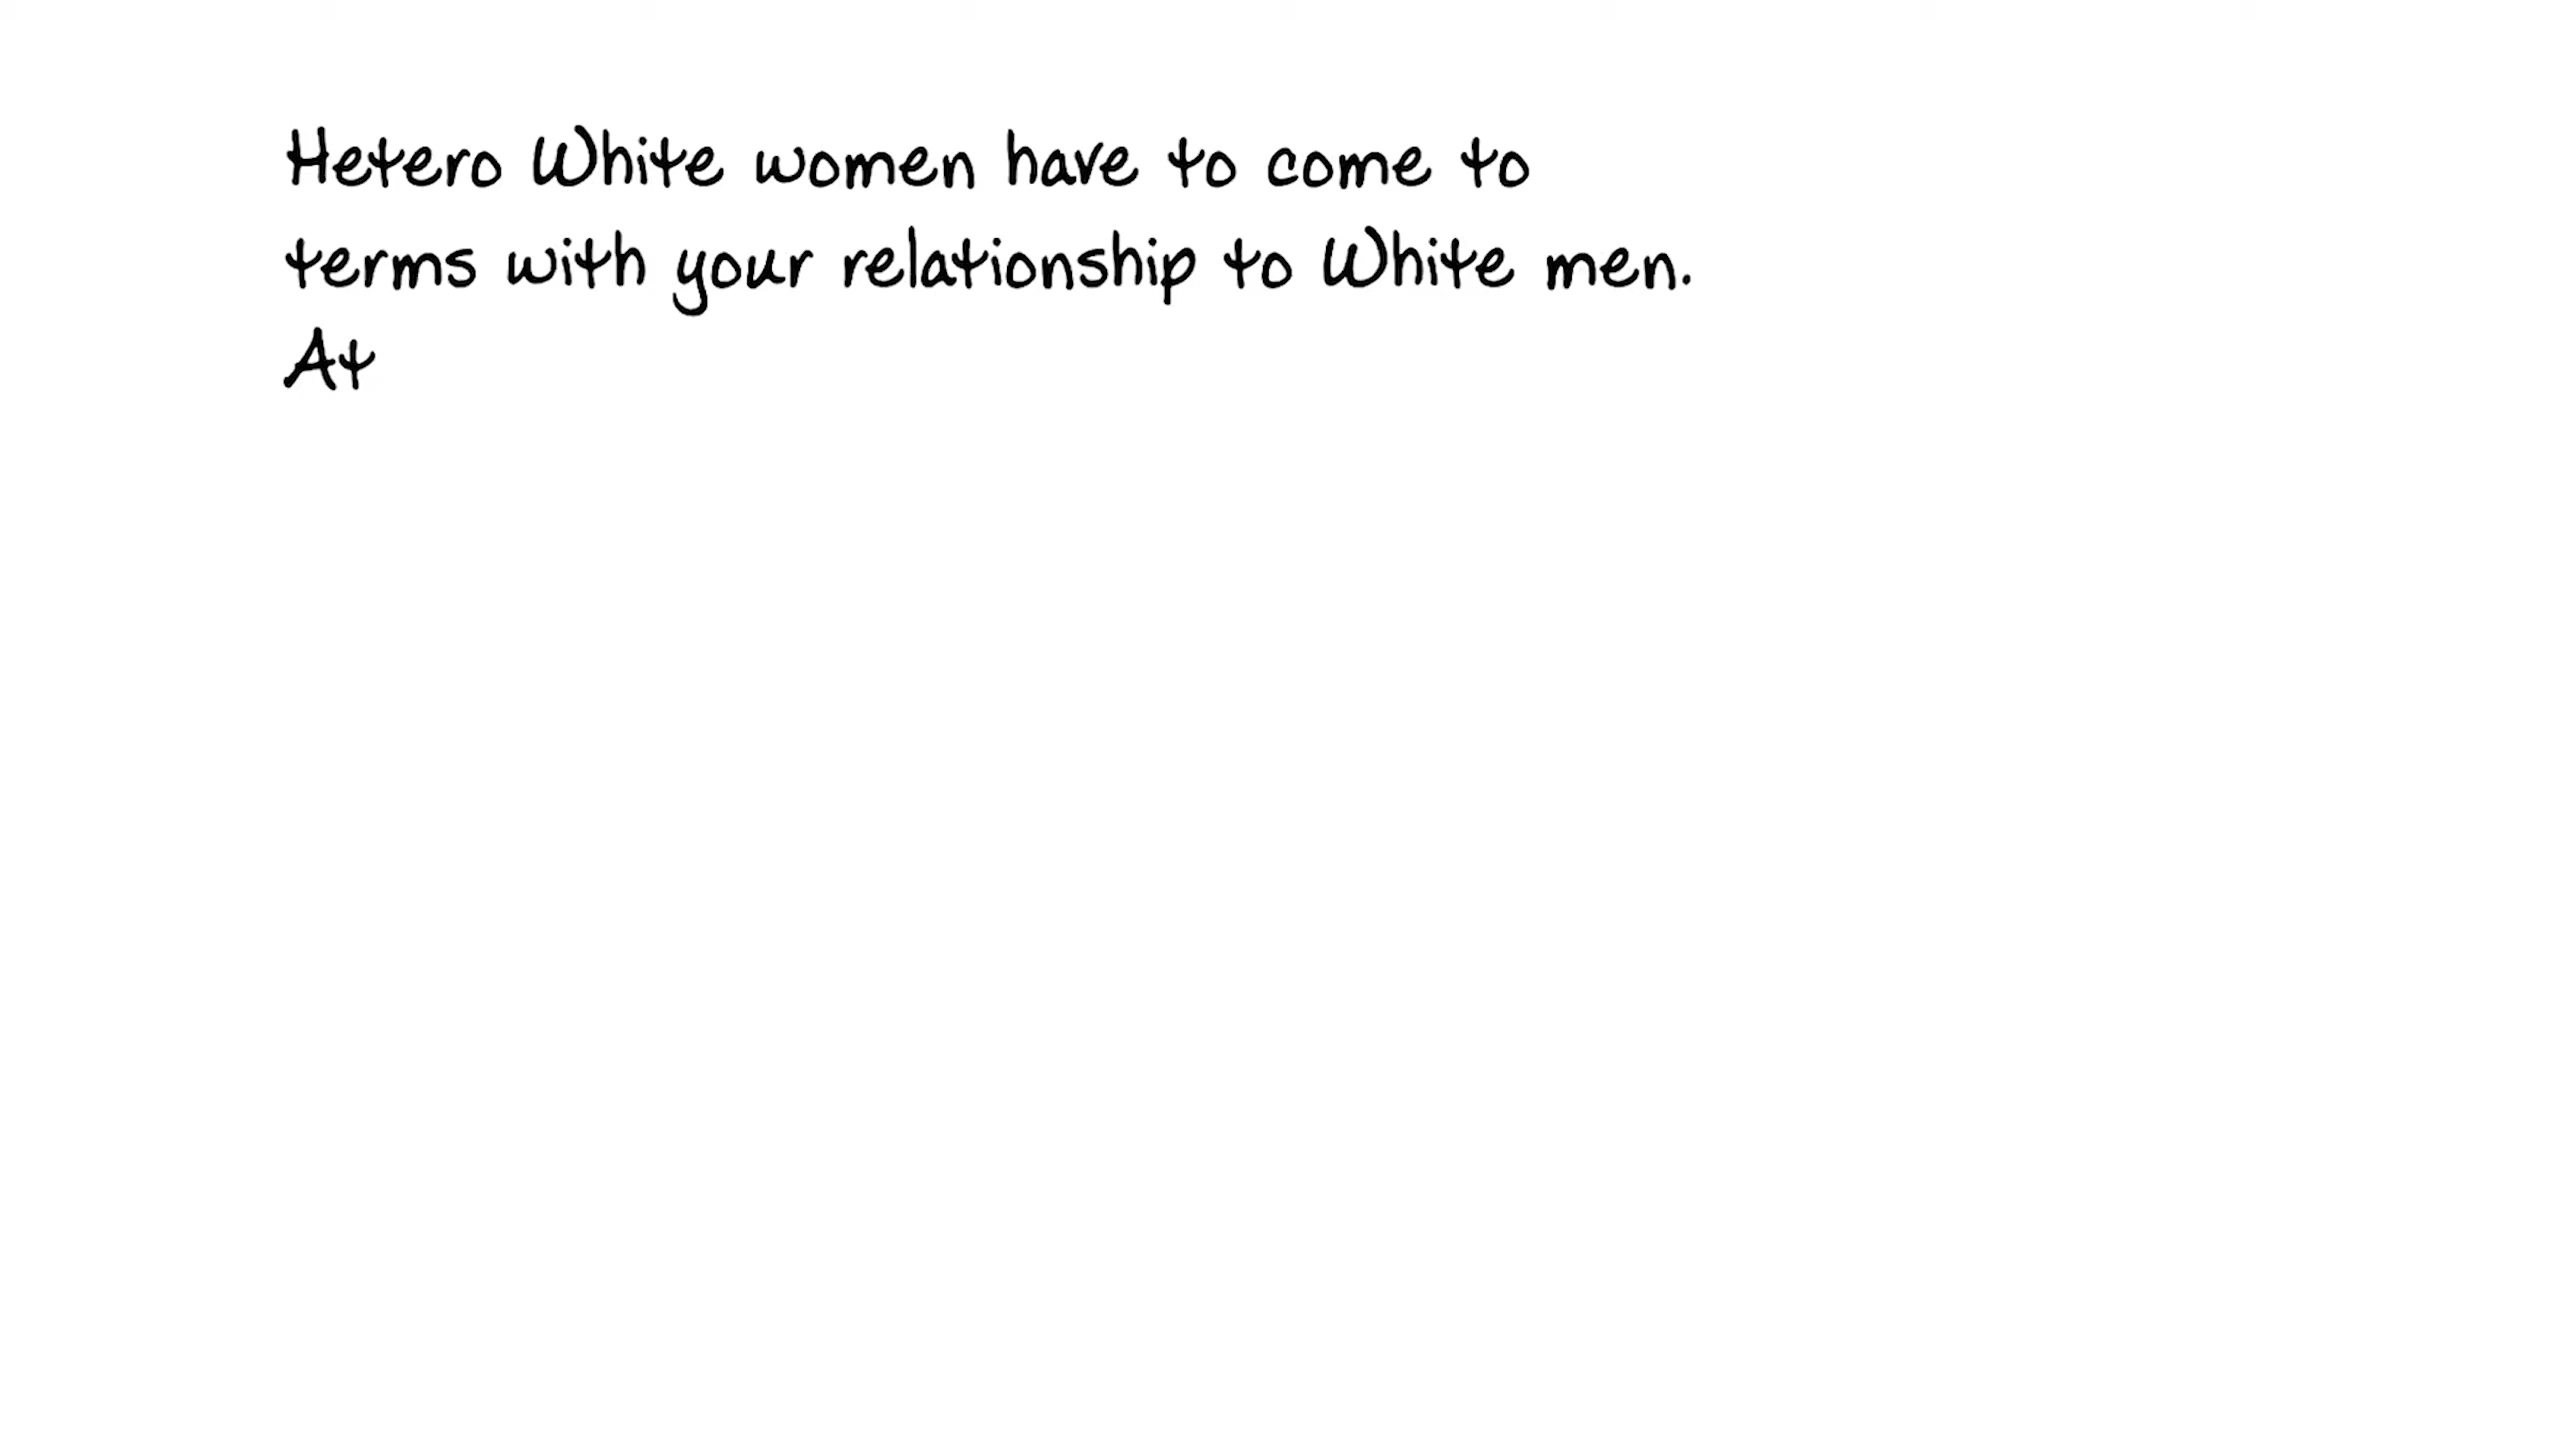 Hetero White women have to come to
terms with your relationship to White men.
At